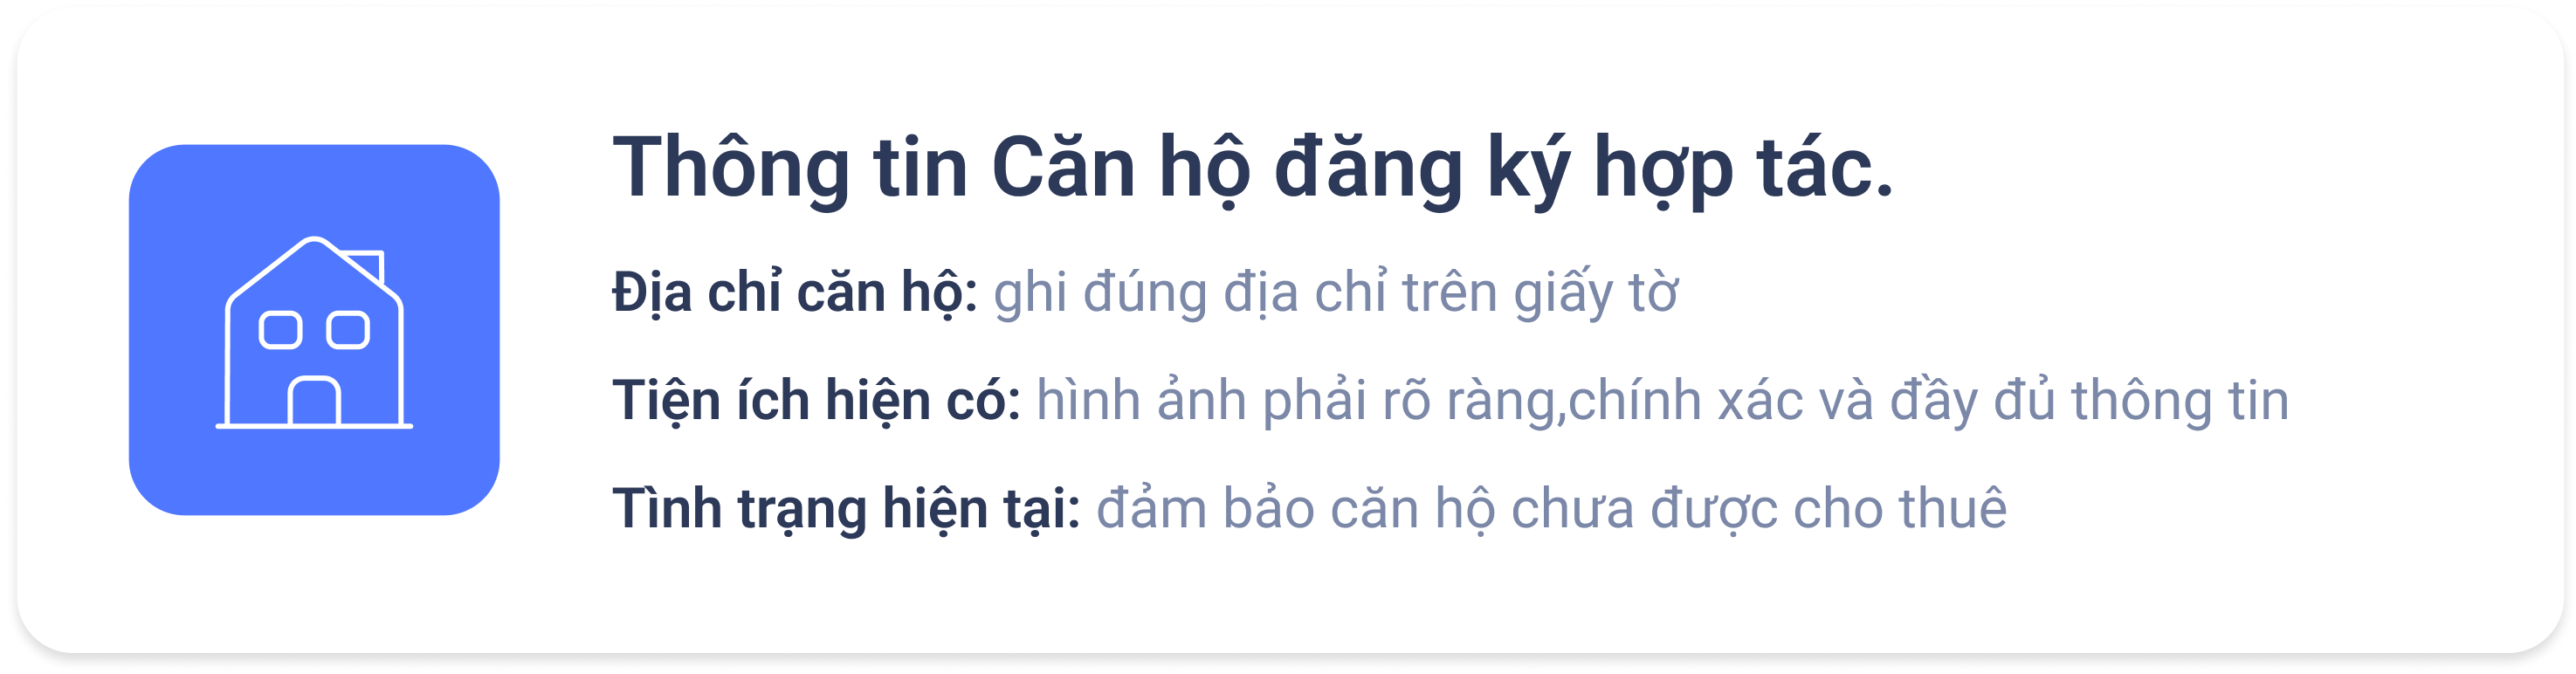 Thông tin Căn hộ đăng ký hợp tác.
Địa chỉ căn hộ: ghi đúng địa chỉ trên giấy tờ
Tiện ích hiện có: hình ảnh phải rõ ràng,chính xác và đầy đủ thông tin
Tình trạng hiện tại: đảm bảo căn hộ chưa được cho thuê